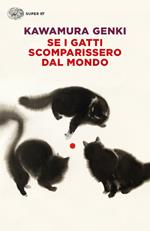 SUPER ET
KAWAMURA GENKI
SE I GATTI
SCOMPARISSERO
DAL MONDO